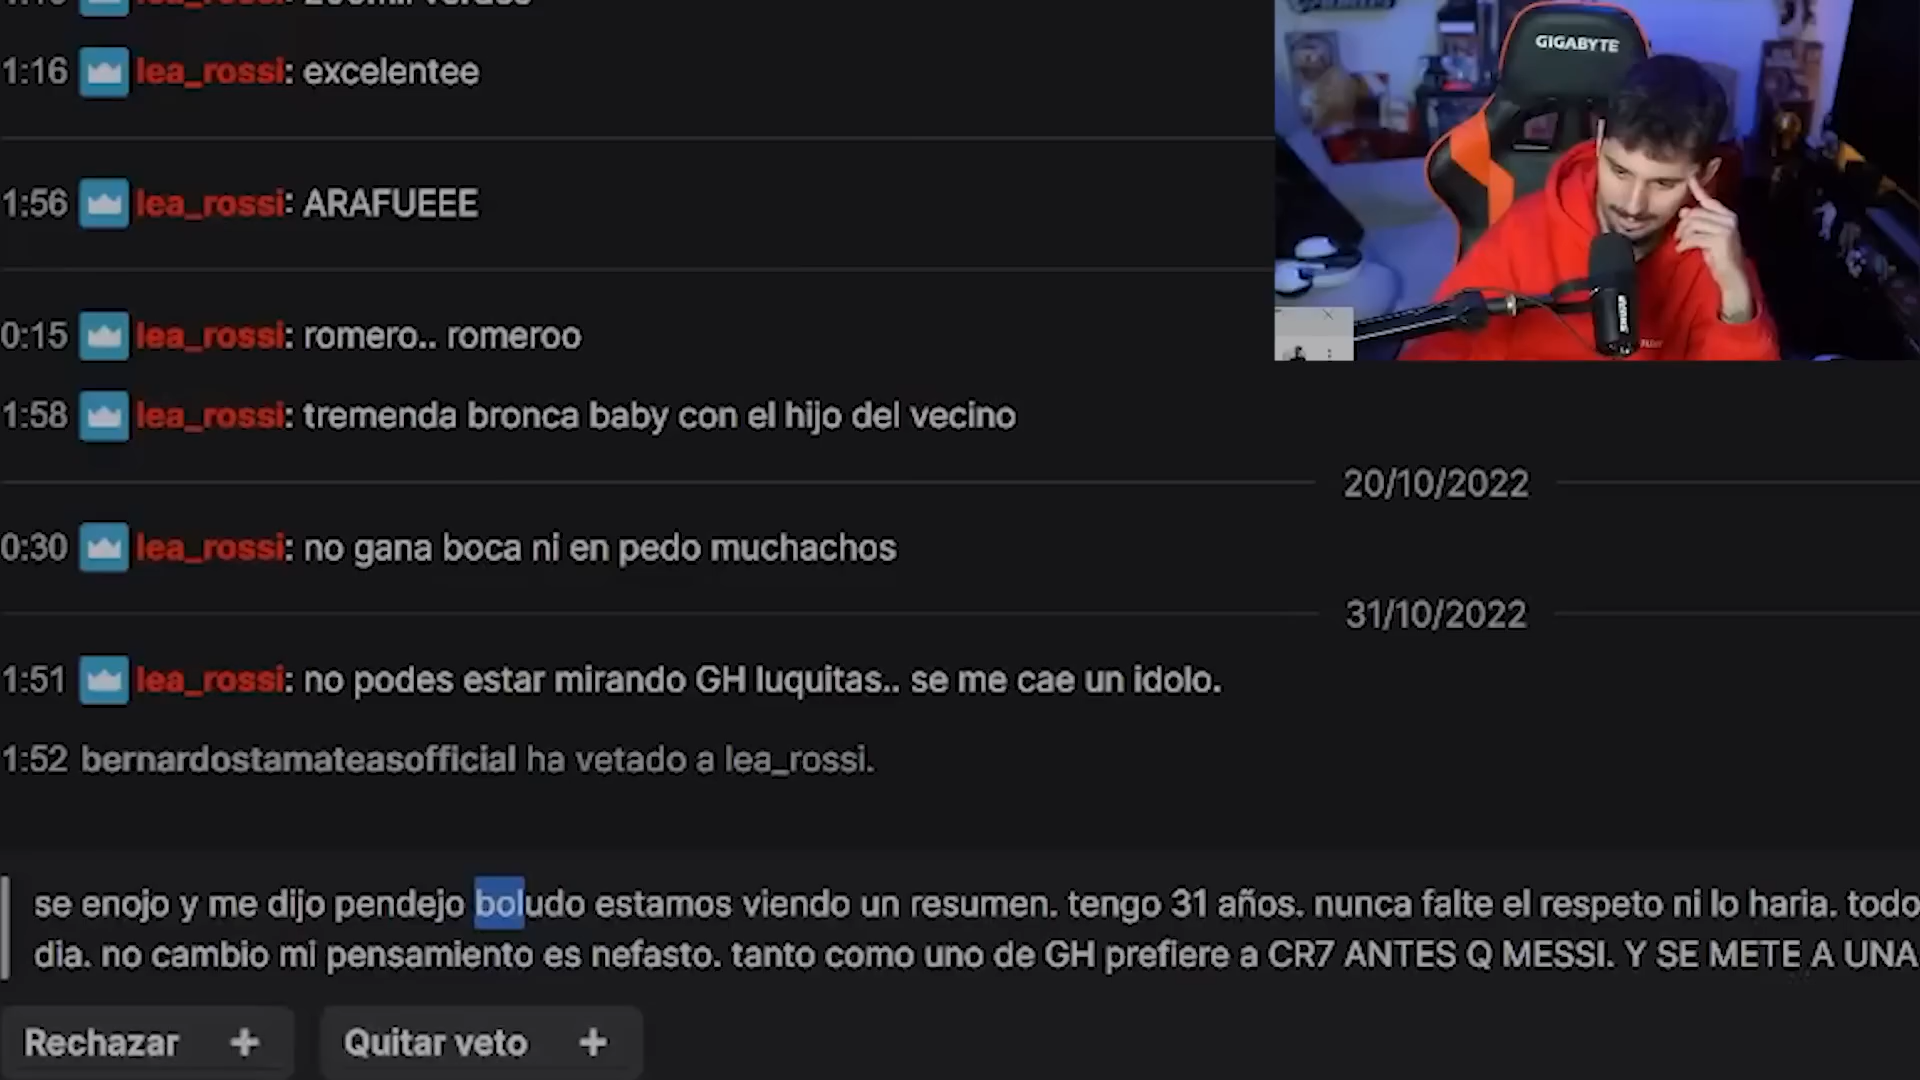 1:16 lea_rossi: excelentee
GIGABYTE
1:56 lea_rossi: ARAFUEEE
0:15 lea_rossi: romero.. romeroo
1:58 lea_rossi: tremenda bronca baby con el hijo del vecino
20/10/2022
0:30 lea_rossi: no gana boca ni en pedo muchachos
31/10/2022
1:51 lea_rossi: no podes estar mirando GH luquitas.. se me cae un idolo.
1:52 bernardostamateasofficial ha vetado a lea_rossi.
se enojo y me dijo pendejo boludo estamos viendo un resumen. tengo 31 años. nunca falte el respeto ni lo haria. todo
dia. no cambio mi pensamiento es nefasto. tanto como uno de GH prefiere a CR7 ANTES Q MESSI. Y SE METE A UNA
Rechazar + Quitar veto +